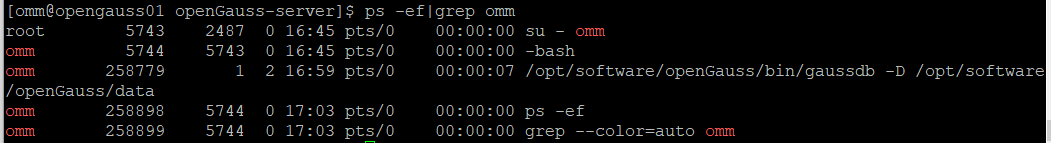 [omm@opengauss01 openGauss-server]$ ps -ef|grep omm
root        5743    2487  0 16:45 pts/0    00:00:00 su - omm
omm         5744    5743  0 16:45 pts/0    00:00:00 -bash
omm       258779       1  2 16:59 pts/0    00:00:07 /opt/software/openGauss/bin/gaussdb -D /opt/software
/openGauss/data
omm       258898    5744  0 17:03 pts/0    00:00:00 ps -ef
omm       258899    5744  0 17:03 pts/0    00:00:00 grep --color=auto omm